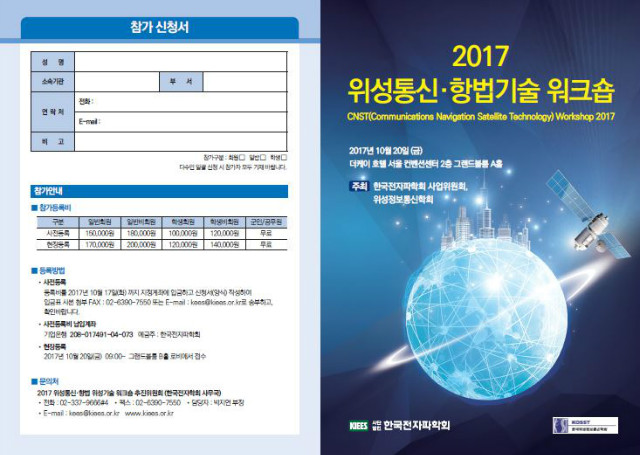 참가 신청서
성 명
소속기관 부 서
연 락 처
전화 :
E-mail :
비 고
참가구분 : 회원□ 일반□ 학생□
다수인 일괄 신청 시 참가자 모두 기재 바랍니다.
참가안내
■ 참가등록비
구분 일반회원 일반비회원 학생회원 학생비회원 군인/공무원
사전등록 150,000원 180,000원 100,000원 120,000원 무료
현장등록 170,000원 200,000원 120,000원 140,000원 무료
■ 등록방법
• 사전등록
등록비를 2017년 10월 17일(화) 까지 지정계좌에 입금하고 신청서(양식) 작성하고
입금표 사본 첨부 FAX : 02-6390-7550 또는 E-mail : kees@kiees.or.kr로 송부하고,
확인바랍니다.
• 사전등록비 납입계좌
기업은행 208-017491-04-073 예금주 : 한국전자파학회
• 현장등록
2017년 10월 20일(금) 09:00~ 그랜드볼룸 B홀 로비에서 접수
■ 문의처
2017 위성통신·항법 위성기술 워크숍 추진위원회 (한국전자파학회 사무국)
• 전화 : 02-337-9666#4 • 팩스 : 02-6390-7550 • 담당자 : 박지연 부장
• E-mail : kees@kiees.or.kr www.kiees.or.kr
2017
위성통신·항법기술 워크숍
CNST(Communications Navigation Satellite Technology) Workshop 2017
2017년 10월 20일 (금)
더케이 호텔 서울 컨벤션센터 2층 그랜드볼룸 A홀
주최 한국전자파학회 사업위원회,
위성정보통신학회
KIEES 사단법인 한국전자파학회
KOSST